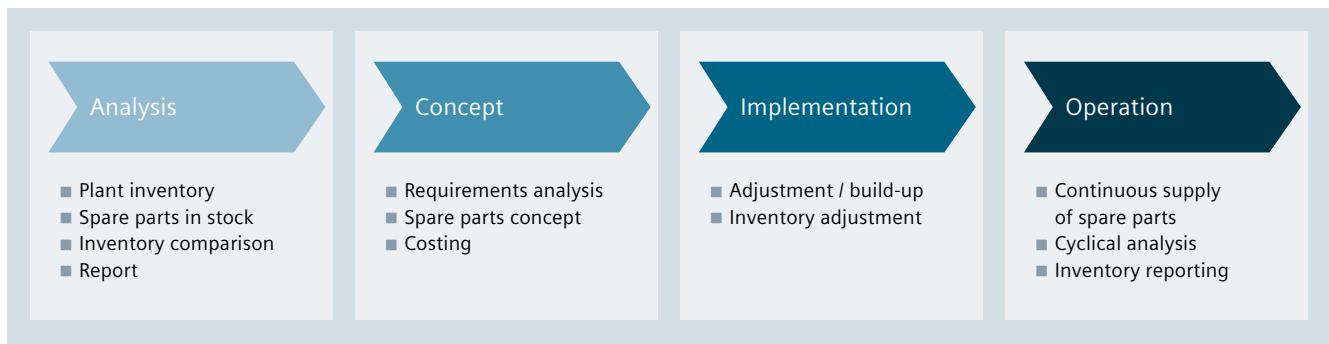 Analysis
Plant inventory
Spare parts in stock
Inventory comparison
Report
Concept
Requirements analysis
Spare parts concept
Costing
Implementation
Adjustment / build-up
Inventory adjustment
Operation
Continuous supply
of spare parts
Cyclical analysis
Inventory reporting